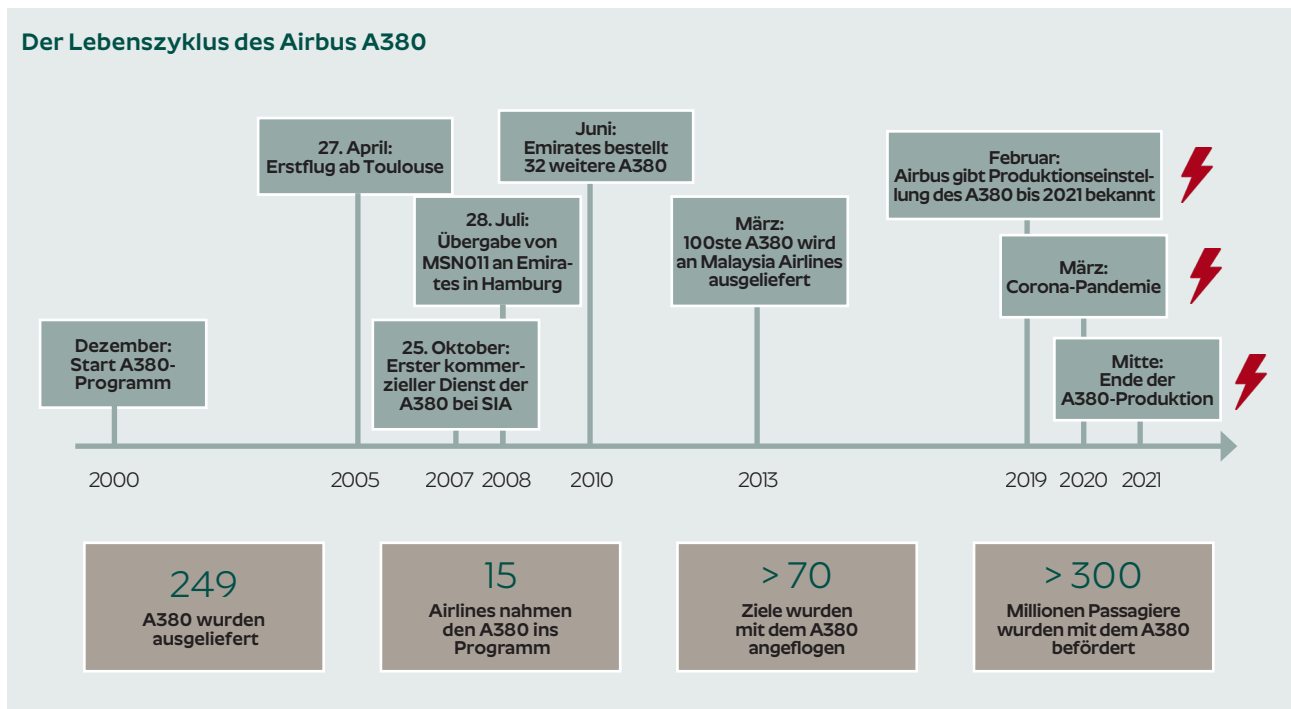 Der Lebenszyklus des Airbus A380
Dezember:
Start A380-
Programm
27. April:
Erstflug ab Toulouse
25. Oktober:
Erster kommer-
zieller Dienst der
A380 bei SIA
28. Juli:
Übergabe von
MSN011 an Emira-
tes in Hamburg
Juni:
Emirates bestellt
32 weitere A380
März:
100ste A380 wird
an Malaysia Airlines
ausgeliefert
Februar:
Airbus gibt Produktionseinstel-
lung des A380 bis 2021 bekannt
März:
Corona-Pandemie
Mitte:
Ende der
A380-Produktion
2000
2005
2007
2008
2010
2013
2019
2020
2021
249
A380 wurden
ausgeliefert
15
Airlines nahmen
den A380 ins
Programm
> 70
Ziele wurden
mit dem A380
angeflogen
> 300
Millionen Passagiere
wurden mit dem A380
befördert